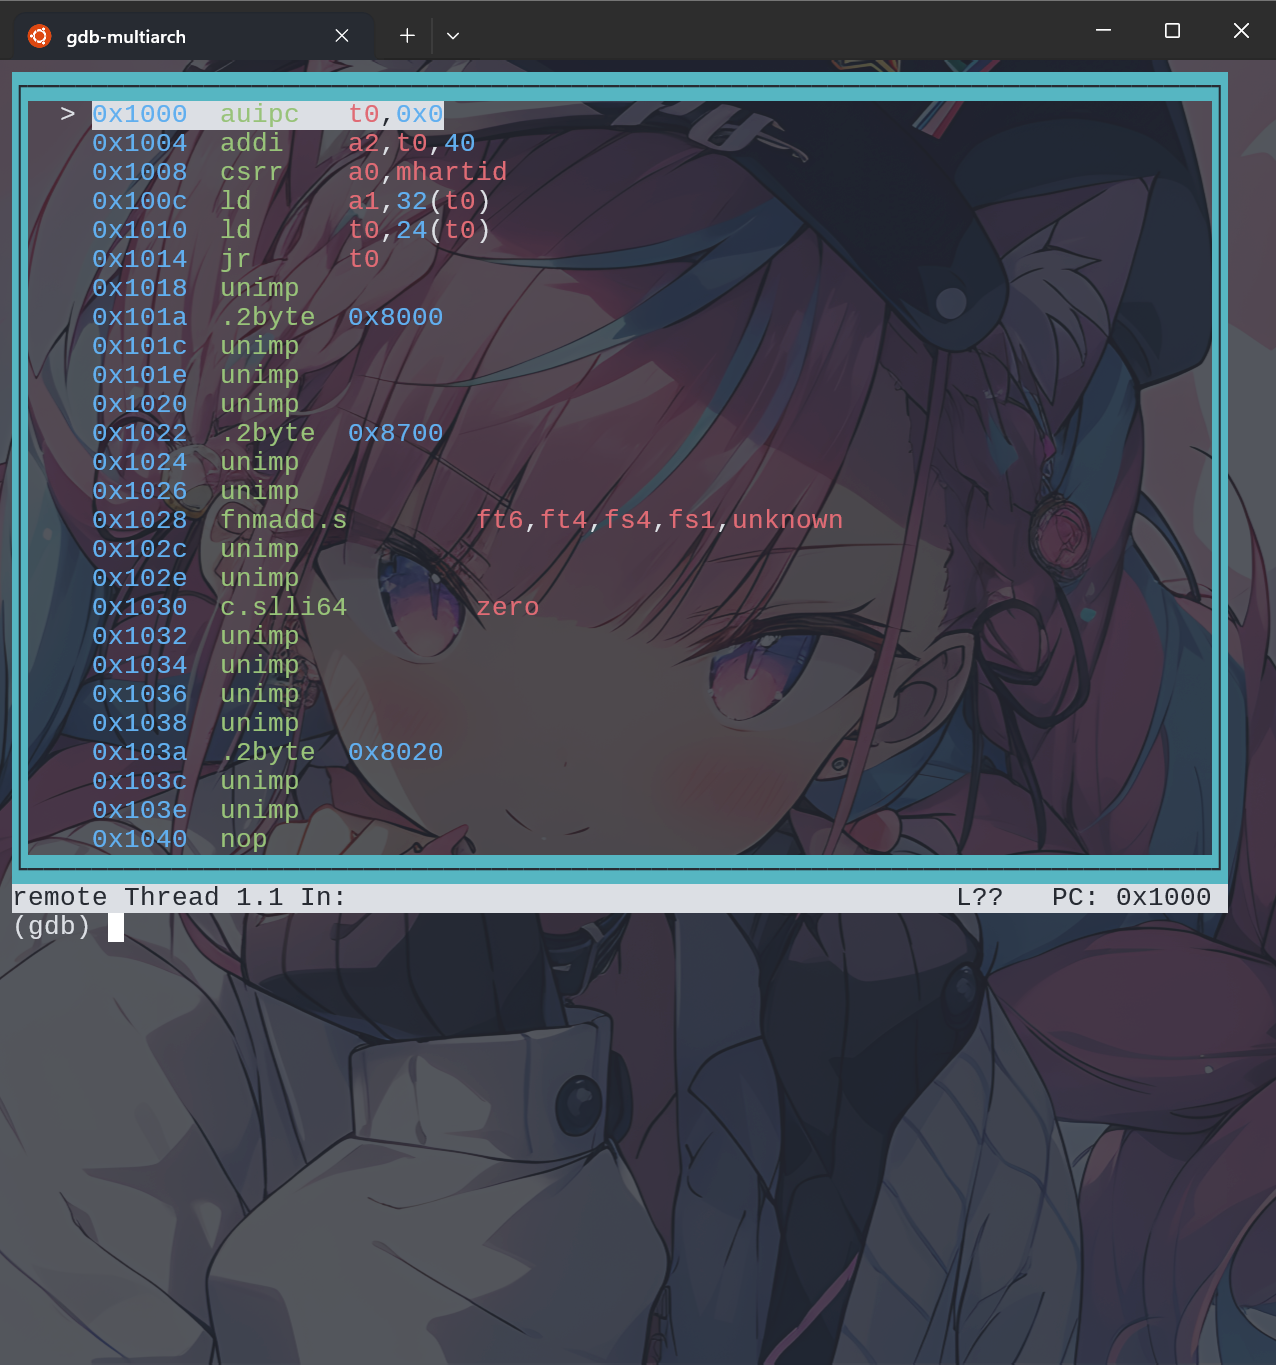 gdb-multiarch
> 0x1000 auipc t0,0x0
0x1004 addi a2,t0,40
0x1008 csrr a0,mhartid
0x100c ld a1,32(t0)
0x1010 ld t0,24(t0)
0x1014 jr t0
0x1018 unimp
0x101a .2byte 0x8000
0x101c unimp
0x101e unimp
0x1020 unimp
0x1022 .2byte 0x8700
0x1024 unimp
0x1026 unimp
0x1028 fnmadd.s ft6,ft4,fs4,fs1,unknown
0x102c unimp
0x102e unimp
0x1030 c.slli64 zero
0x1032 unimp
0x1034 unimp
0x1036 unimp
0x1038 unimp
0x103a .2byte 0x8020
0x103c unimp
0x103e unimp
0x1040 nop
remote Thread 1.1 In: L?? PC: 0x1000
(gdb)